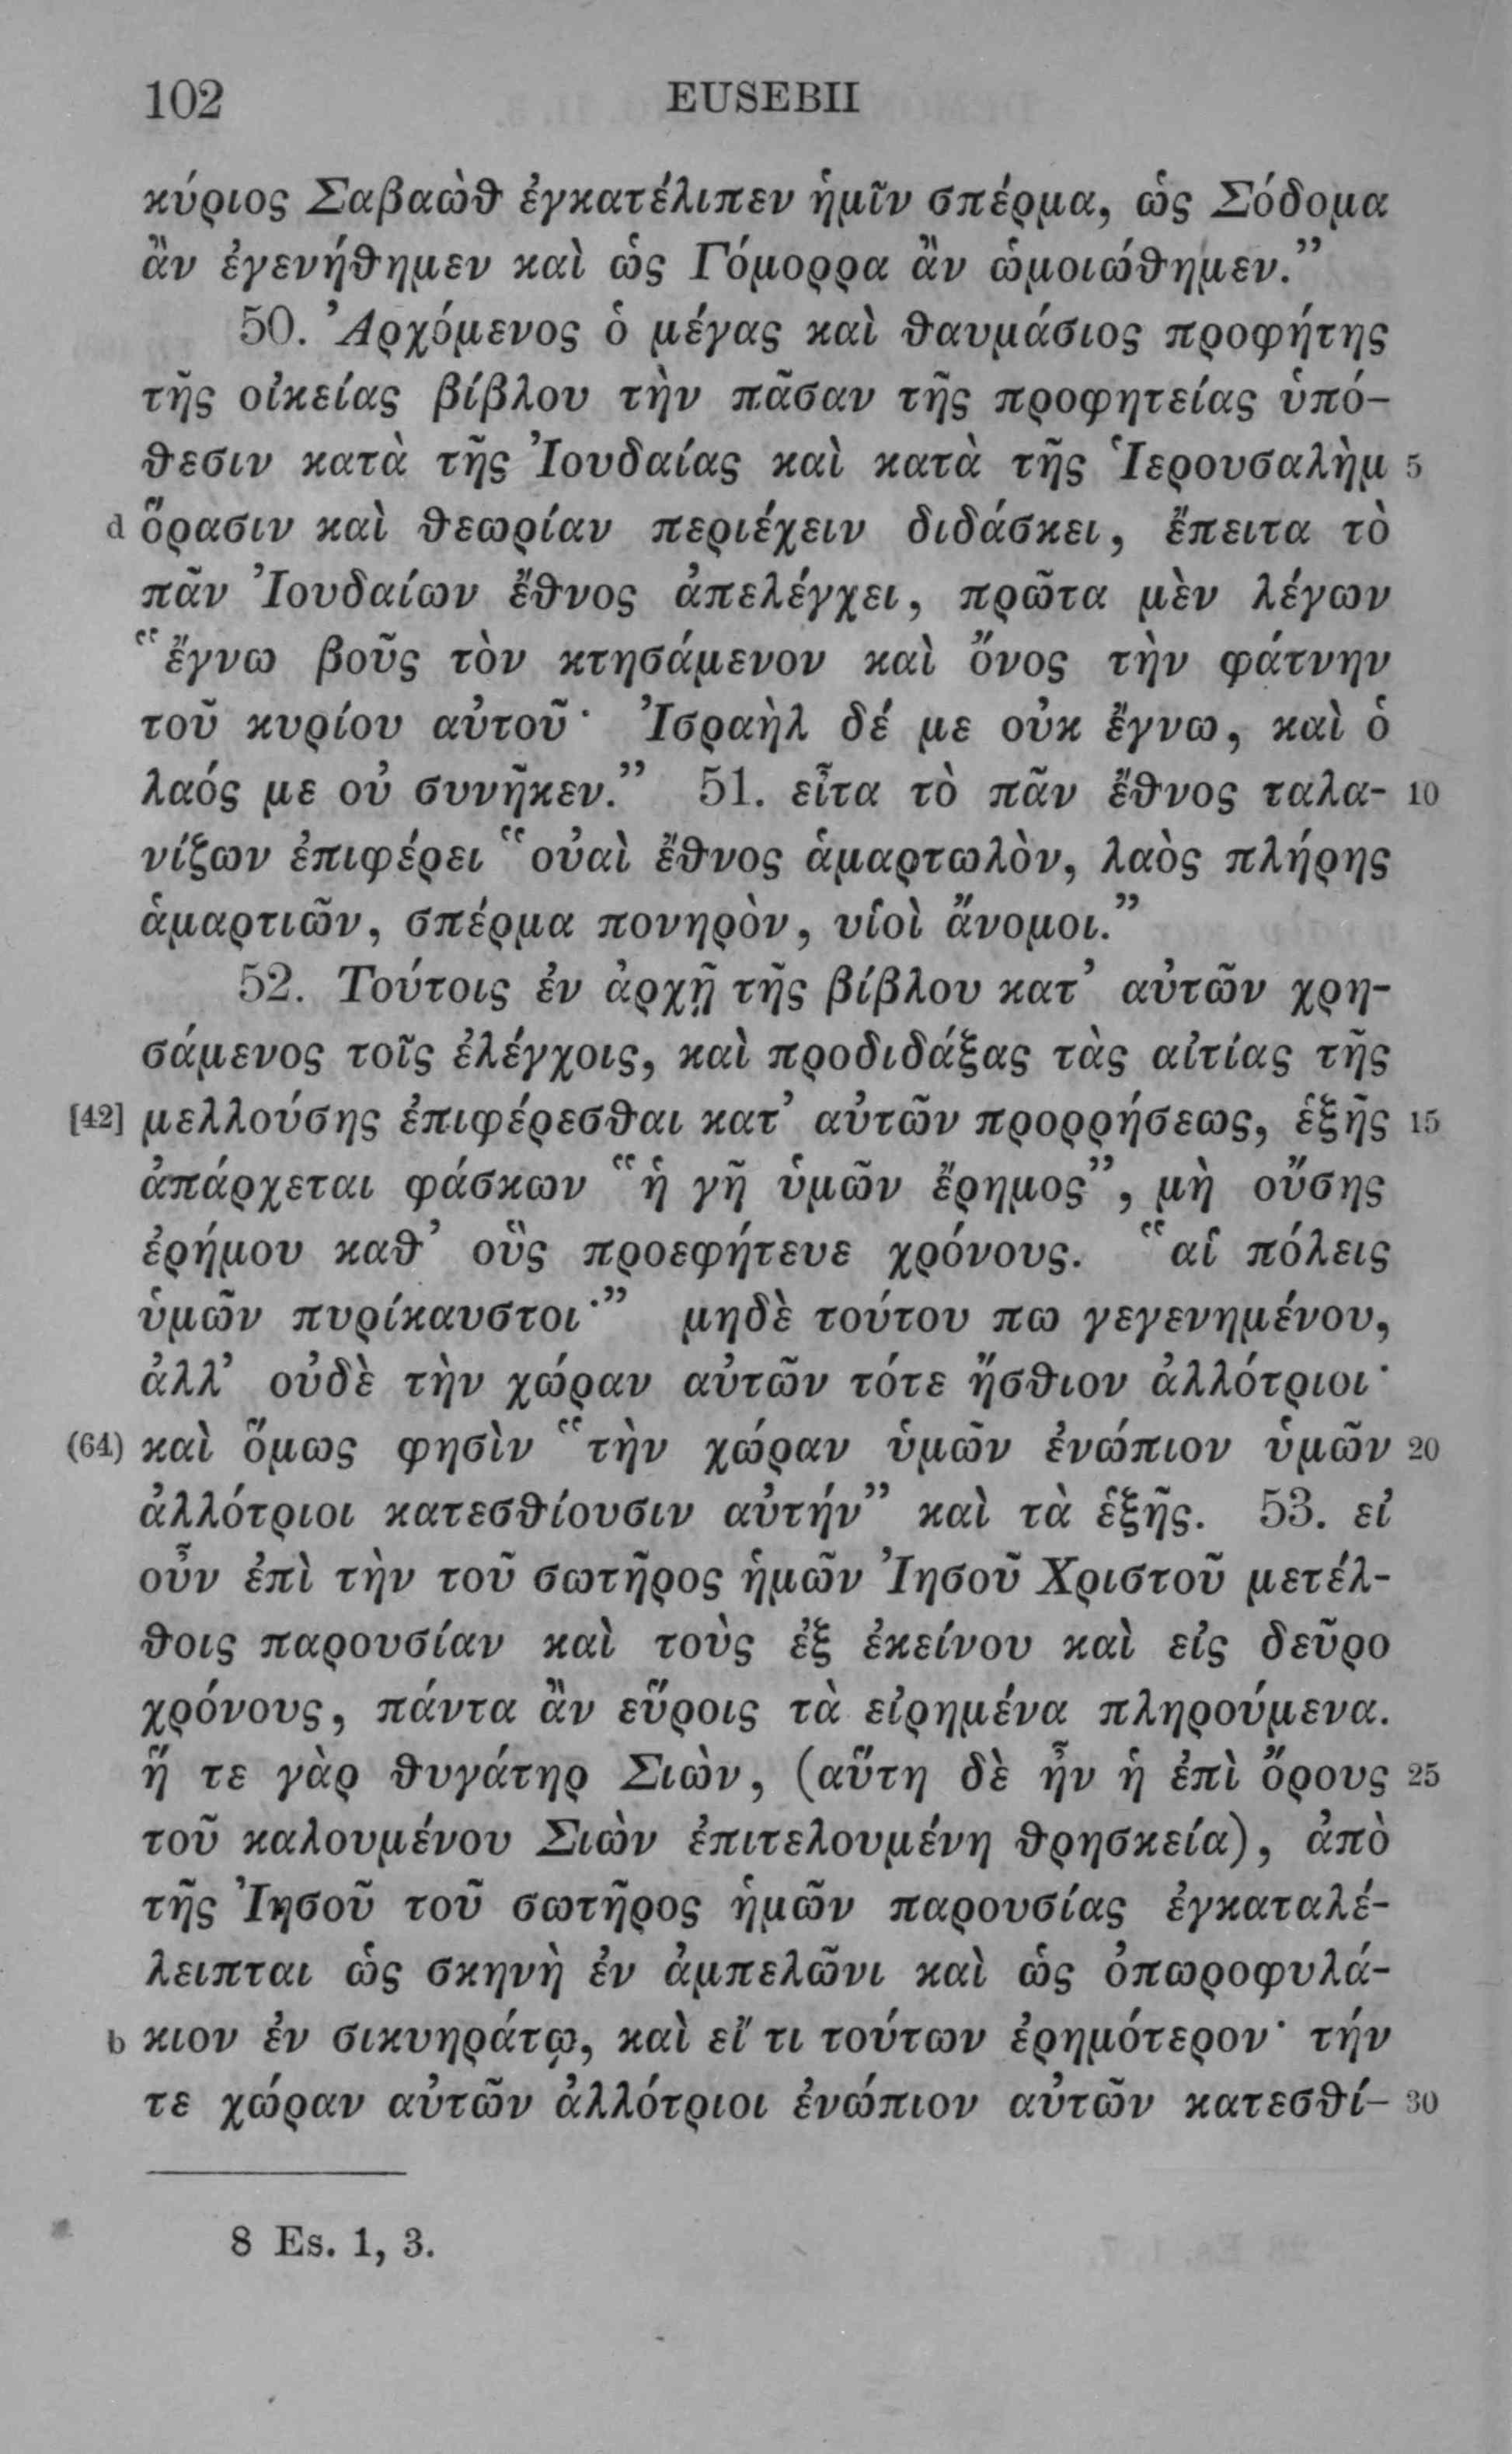 102 EUSEBII
κύριος Σαβαὼθ ἐγκατέλιπεν ἡμῖν σπέρμα, ὡς Σόδομα
ἂν ἐγενήθημεν καὶ ὡς Γόμορρα ἂν ὡμοιώθημεν.”
50. Ἀρχόμενος ὁ μέγας καὶ θαυμάσιος προφήτης
τῆς οἰκείας βίβλου τὴν πᾶσαν τῆς προφητείας ὑπό-
θεσιν κατὰ τῆς Ἰουδαίας καὶ κατὰ τῆς Ἱερουσαλὴμ 5
d ὅρασιν καὶ θεωρίαν περιέχειν διδάσκει, ἔπειτα τὸ
πᾶν Ἰουδαίων ἔθνος ἀπελέγχει, πρῶτα μὲν λέγων
“ἔγνω βοῦς τὸν κτησάμενον καὶ ὄνος τὴν φάτνην
τοῦ κυρίου αὐτοῦ· Ἰσραὴλ δέ με οὐκ ἔγνω, καὶ ὁ
λαός με οὐ συνῆκεν.” 51. εἶτα τὸ πᾶν ἔθνος ταλα- 10
νίζων ἐπιφέρει “οὐαὶ ἔθνος ἁμαρτωλὸν, λαὸς πλήρης
ἁμαρτιῶν, σπέρμα πονηρὸν, υἱοὶ ἄνομοι.”
52. Τούτοις ἐν ἀρχῇ τῆς βίβλου κατ’ αὐτῶν χρη-
σάμενος τοῖς ἐλέγχοις, καὶ προδιδάξας τὰς αἰτίας τῆς
[42] μελλούσης ἐπιφέρεσθαι κατ’ αὐτῶν προρρήσεως, ἑξῆς 15
ἀπάρχεται φάσκων “ἡ γῆ ὑμῶν ἔρημος”, μὴ οὔσης
ἐρήμου καθ’ οὓς προεφήτευε χρόνους. “αἱ πόλεις
ὑμῶν πυρίκαυστοι·” μηδὲ τούτου πω γεγενημένου,
ἀλλ’ οὐδὲ τὴν χώραν αὐτῶν τότε ἤσθιον ἀλλότριοι·
(64) καὶ ὅμως φησὶν “τὴν χώραν ὑμῶν ἐνώπιον ὑμῶν 20
ἀλλότριοι κατεσθίουσιν αὐτήν” καὶ τὰ ἑξῆς. 53. εἰ
οὖν ἐπὶ τὴν τοῦ σωτῆρος ἡμῶν Ἰησοῦ Χριστοῦ μετέλ-
θοις παρουσίαν καὶ τοὺς ἐξ ἐκείνου καὶ εἰς δεῦρο
χρόνους, πάντα ἂν εὕροις τὰ εἰρημένα πληρούμενα.
ἥ τε γὰρ θυγάτηρ Σιὼν, (αὕτη δὲ ἦν ἡ ἐπὶ ὄρους 25
τοῦ καλουμένου Σιὼν ἐπιτελουμένη θρησκεία), ἀπὸ
τῆς Ἰησοῦ τοῦ σωτῆρος ἡμῶν παρουσίας ἐγκαταλέ-
λειπται ὡς σκηνὴ ἐν ἀμπελῶνι καὶ ὡς ὀπωροφυλά-
b κιον ἐν σικυηράτῳ, καὶ εἴ τι τούτων ἐρημότερον· τήν
τε χώραν αὐτῶν ἀλλότριοι ἐνώπιον αὐτῶν κατεσθί- 30
8 Es. 1, 3.